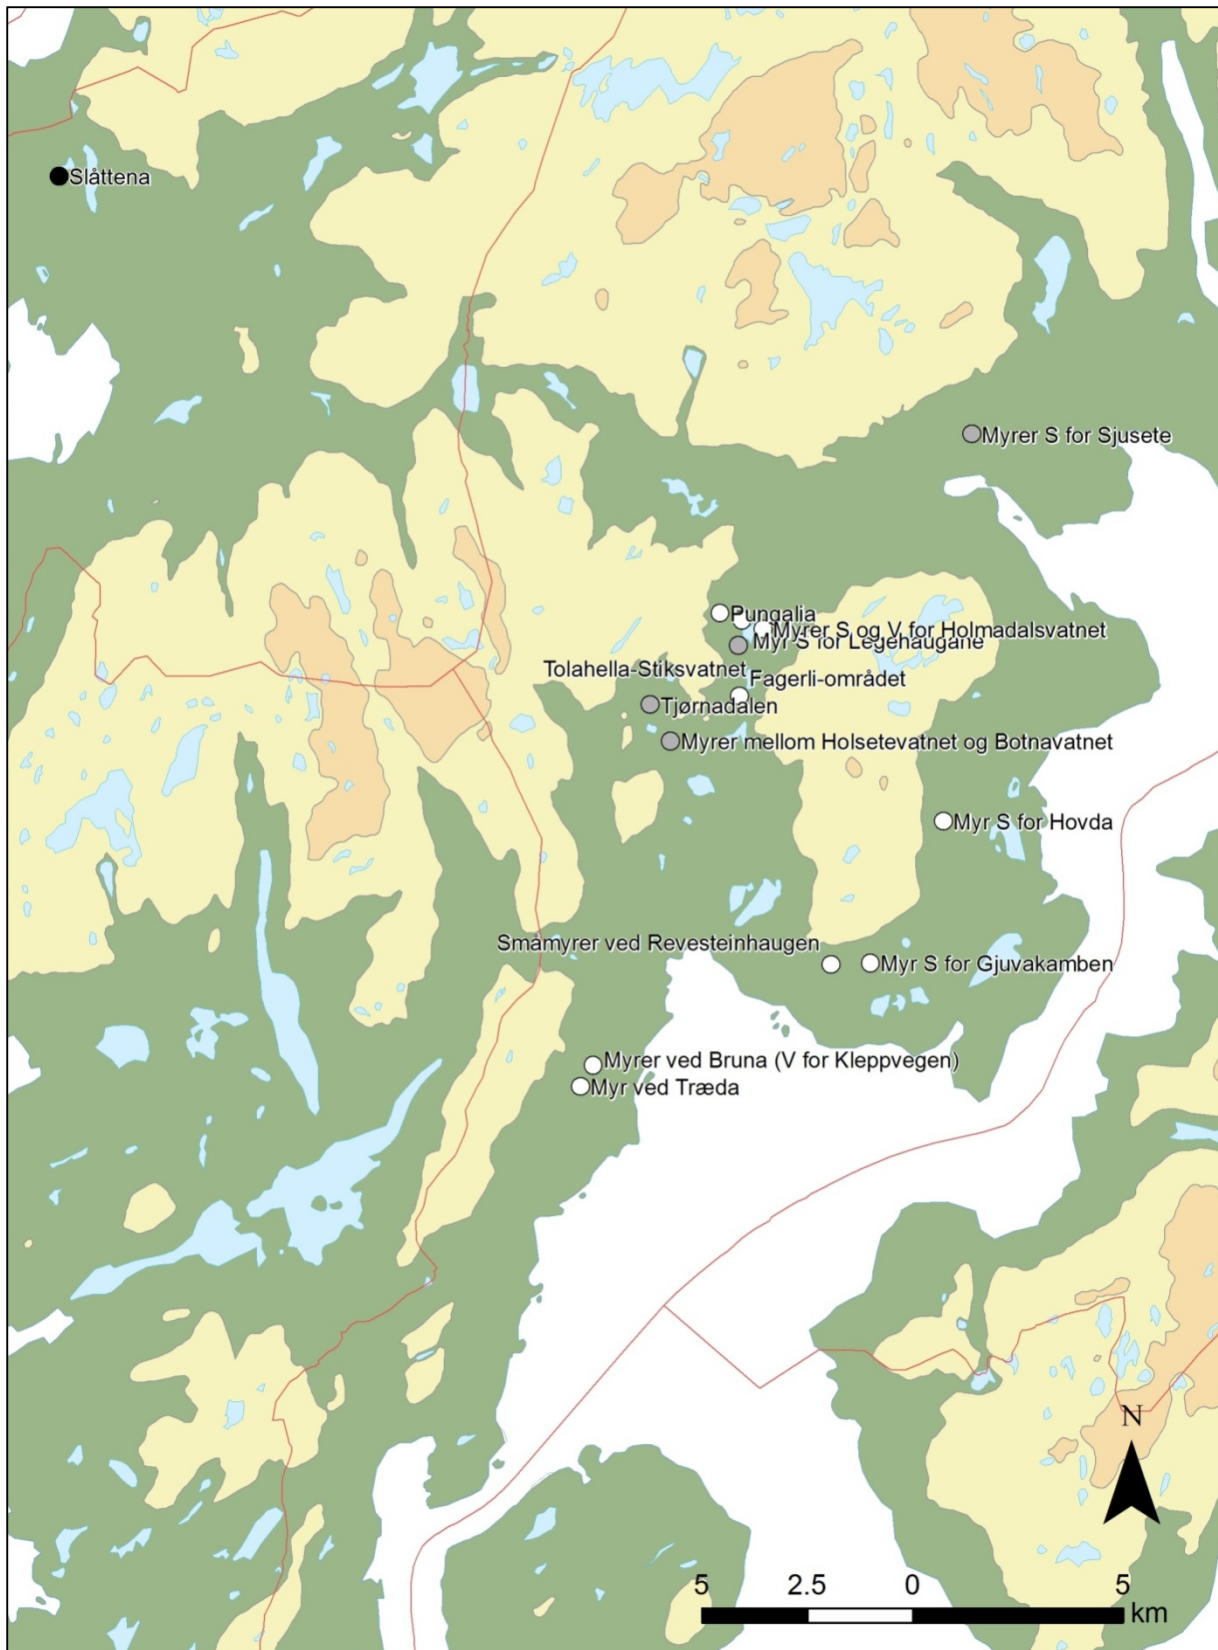 Slåttena
Myrer S for Sjusete
Pungalia
Myrer S og V for Holmadalsvatnet
Myr S for Legehaugane
Tolahella-Stiksvatnet
Fagerli-området
Tjørnadalen
Myrer mellom Holsetevatnet og Botnavatnet
Myr S for Hovda
Småmyrer ved Revesteinhaugen
Myr S for Gjuvakamben
Myrer ved Bruna (V for Kleppvegen)
Myr ved Træda
N
5 2.5 0 5
km